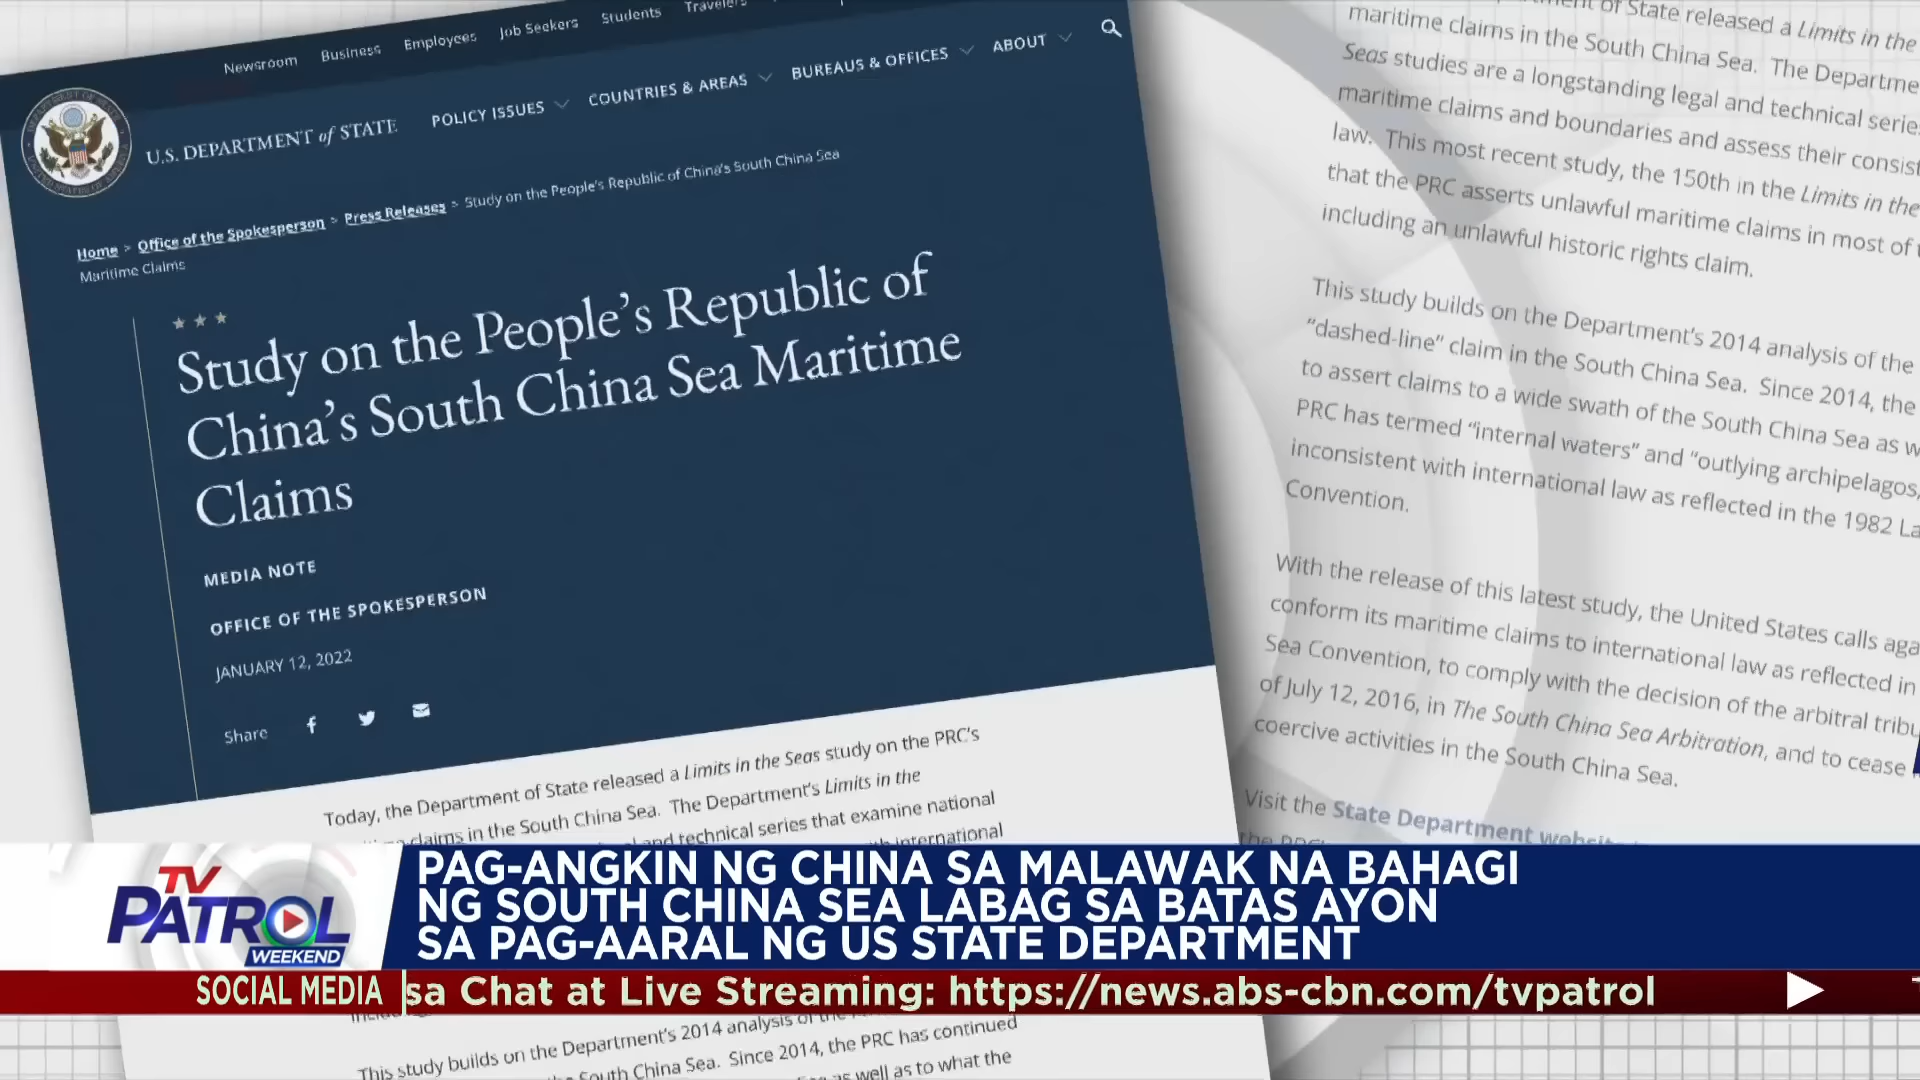 Newsroom Business Employees Job Seekers Students Travelers
U.S. DEPARTMENT of STATE
POLICY ISSUES COUNTRIES & AREAS BUREAUS & OFFICES ABOUT
Home > Office of the Spokesperson > Press Releases > Study on the People's Republic of China's South China Sea
Maritime Claims
Study on the People's Republic of
China's South China Sea Maritime
Claims
MEDIA NOTE
OFFICE OF THE SPOKESPERSON
JANUARY 12, 2022
Share
Today, the Department of State released a Limits in the Seas study on the PRC's
claims in the South China Sea. The Department's Limits in the
and technical series that examine national
international
This study builds on the Department's 2014 analysis of the
South China Sea. Since 2014, the PRC has continued
as well as to what the
of State released a Limits in the
maritime claims in the South China Sea. The Departme
Seas studies are a longstanding legal and technical serie
maritime claims and boundaries and assess their consist
law. This most recent study, the 150th in the Limits in the
that the PRC asserts unlawful maritime claims in most of
including an unlawful historic rights claim.
This study builds on the Department's 2014 analysis of the
"dashed-line" claim in the South China Sea. Since 2014, the
to assert claims to a wide swath of the South China Sea as w
PRC has termed "internal waters" and "outlying archipelagos,
inconsistent with international law as reflected in the 1982 La
Convention.
With the release of this latest study, the United States calls aga
conform its maritime claims to international law as reflected in
Sea Convention, to comply with the decision of the arbitral tribu
of July 12, 2016, in The South China Sea Arbitration, and to cease
coercive activities in the South China Sea.
Visit the State Department website
TV
PATROL
WEEKEND
PAG-ANGKIN NG CHINA SA MALAWAK NA BAHAGI
NG SOUTH CHINA SEA LABAG SA BATAS AYON
SA PAG-AARAL NG US STATE DEPARTMENT
SOCIAL MEDIA sa Chat at Live Streaming: https://news.abs-cbn.com/tvpatrol